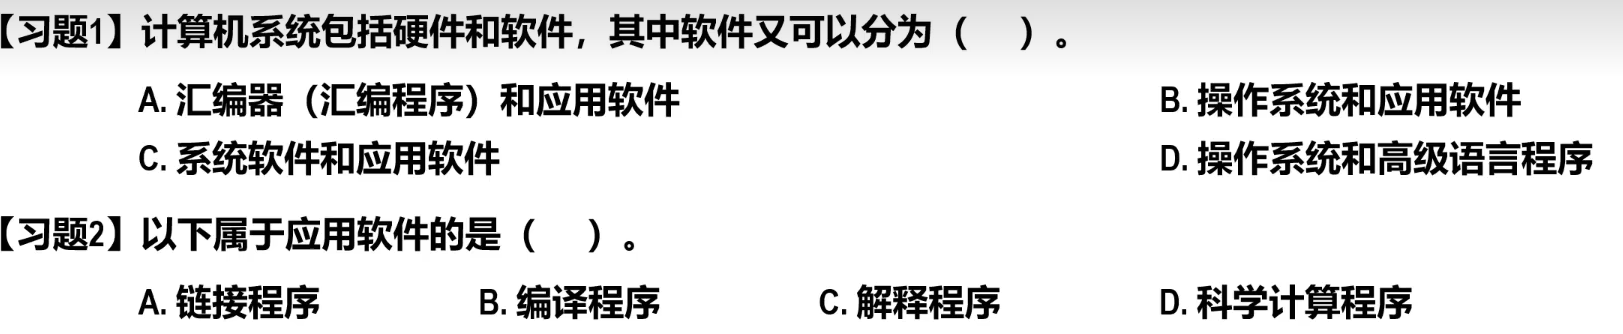 【习题1】计算机系统包括硬件和软件，其中软件又可以分为（ ）。
A. 汇编器（汇编程序）和应用软件 B. 操作系统和应用软件
C. 系统软件和应用软件 D. 操作系统和高级语言程序
【习题2】以下属于应用软件的是（ ）。
A. 链接程序 B. 编译程序 C. 解释程序 D. 科学计算程序